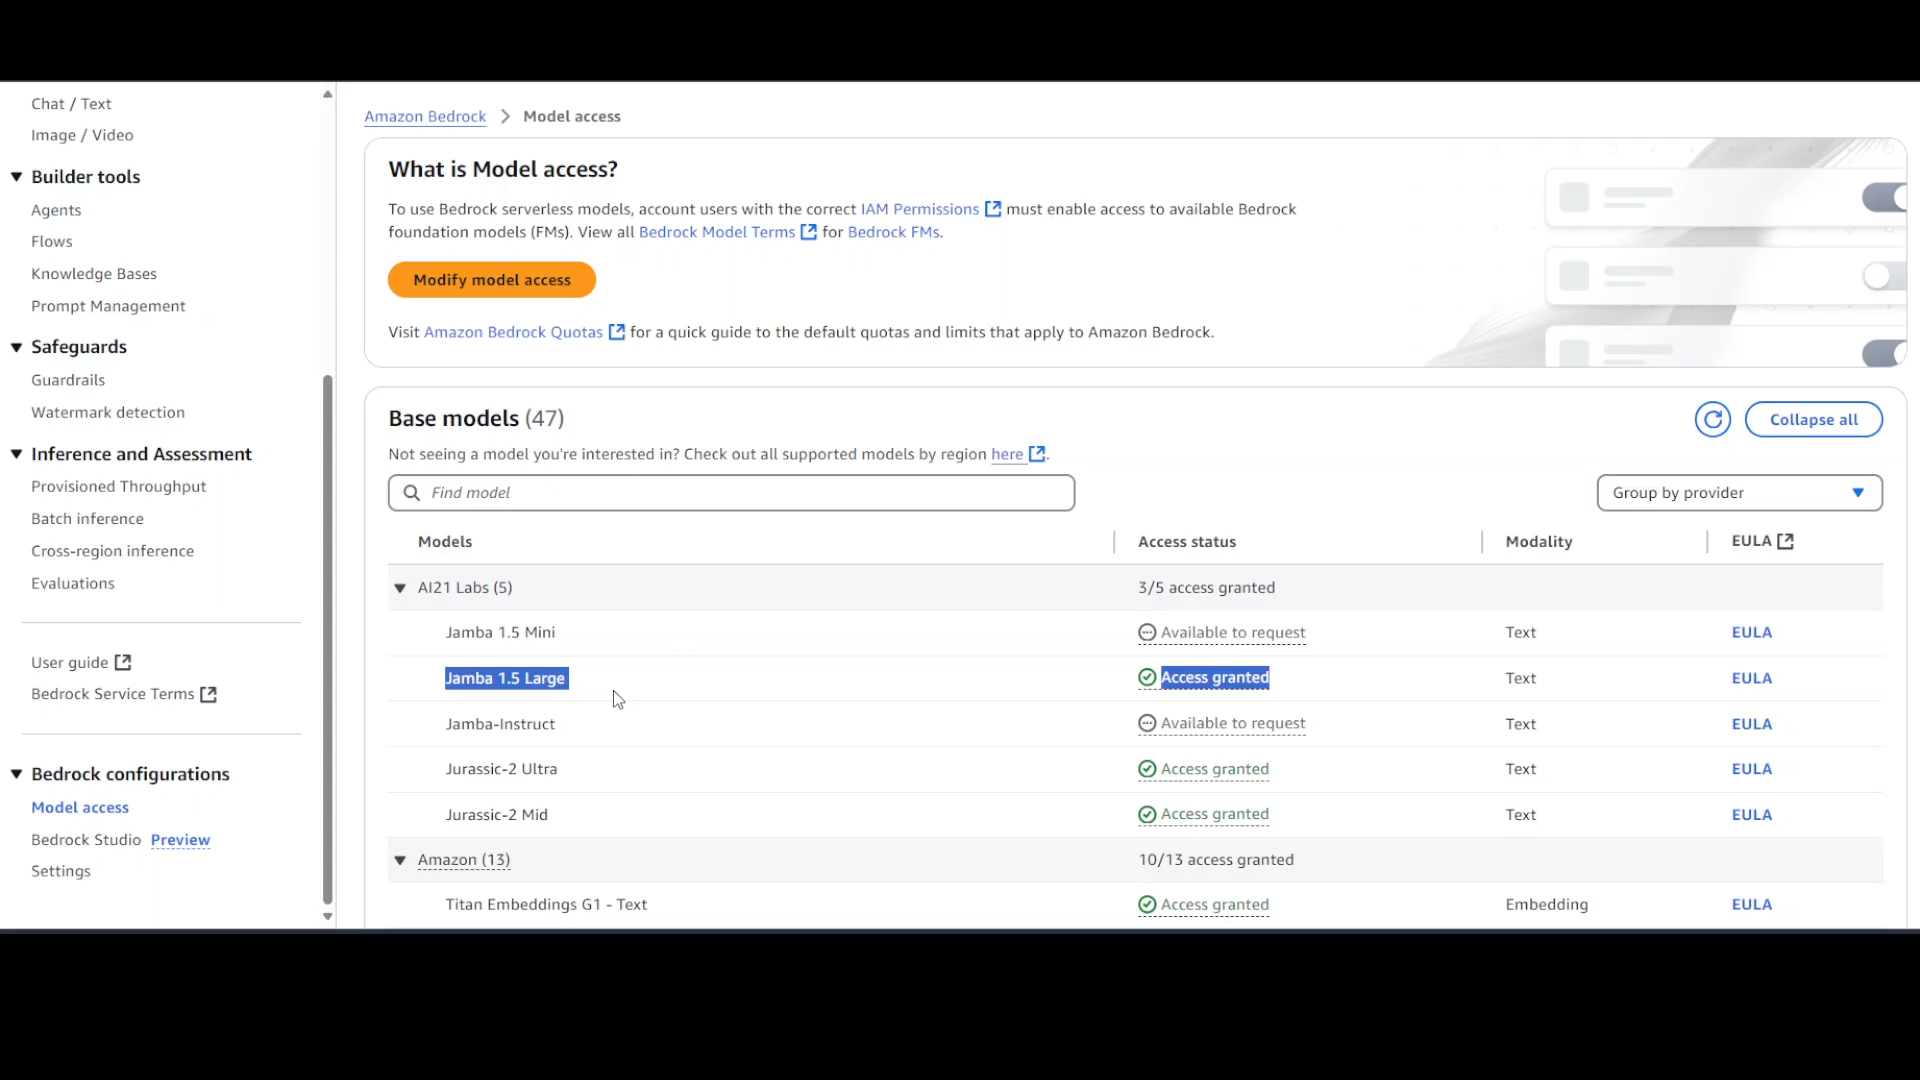 Chat / Text
Image / Video
Builder tools
Agents
Flows
Knowledge Bases
Prompt Management
Safeguards
Guardrails
Watermark detection
Inference and Assessment
Provisioned Throughput
Batch inference
Cross-region inference
Evaluations
User guide
Bedrock Service Terms
Bedrock configurations
Model access
Bedrock Studio Preview
Settings
Amazon Bedrock > Model access
What is Model access?
To use Bedrock serverless models, account users with the correct IAM Permissions must enable access to available Bedrock
foundation models (FMs). View all Bedrock Model Terms for Bedrock FMs.
Modify model access
Visit Amazon Bedrock Quotas for a quick guide to the default quotas and limits that apply to Amazon Bedrock.
Base models (47)
Collapse all
Not seeing a model you're interested in? Check out all supported models by region here.
Find model
Group by provider
Models Access status Modality EULA
AI21 Labs (5) 3/5 access granted
Jamba 1.5 Mini Available to request Text EULA
Jamba 1.5 Large Access granted Text EULA
Jamba-Instruct Available to request Text EULA
Jurassic-2 Ultra Access granted Text EULA
Jurassic-2 Mid Access granted Text EULA
Amazon (13) 10/13 access granted
Titan Embeddings G1 - Text Access granted Embedding EULA